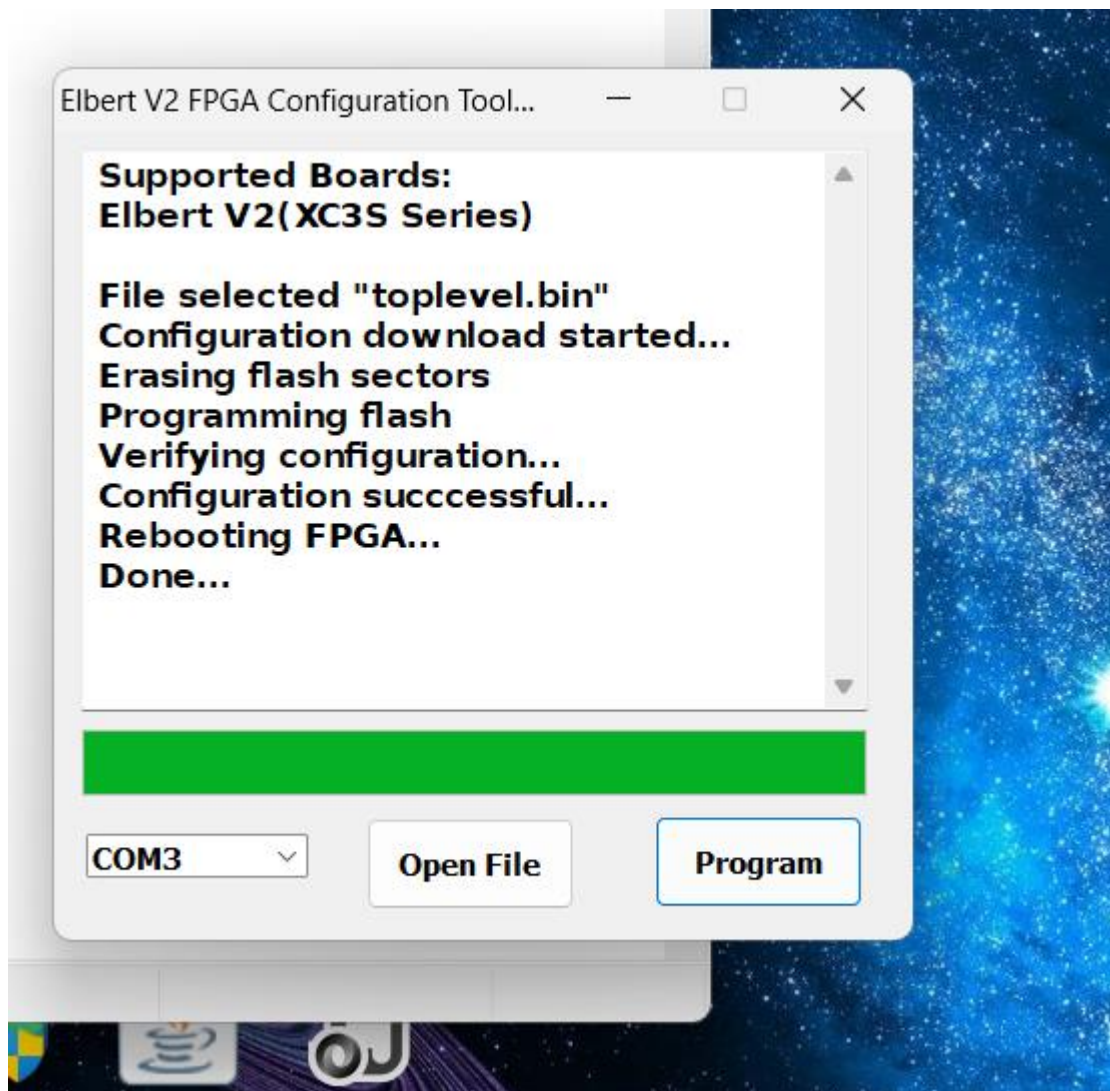 Elbert V2 FPGA Configuration Tool...
Supported Boards:
Elbert V2(XC3S Series)
File selected "toplevel.bin"
Configuration download started...
Erasing flash sectors
Programming flash
Verifying configuration...
Configuration succcessful...
Rebooting FPGA...
Done...
COM3
Open File
Program